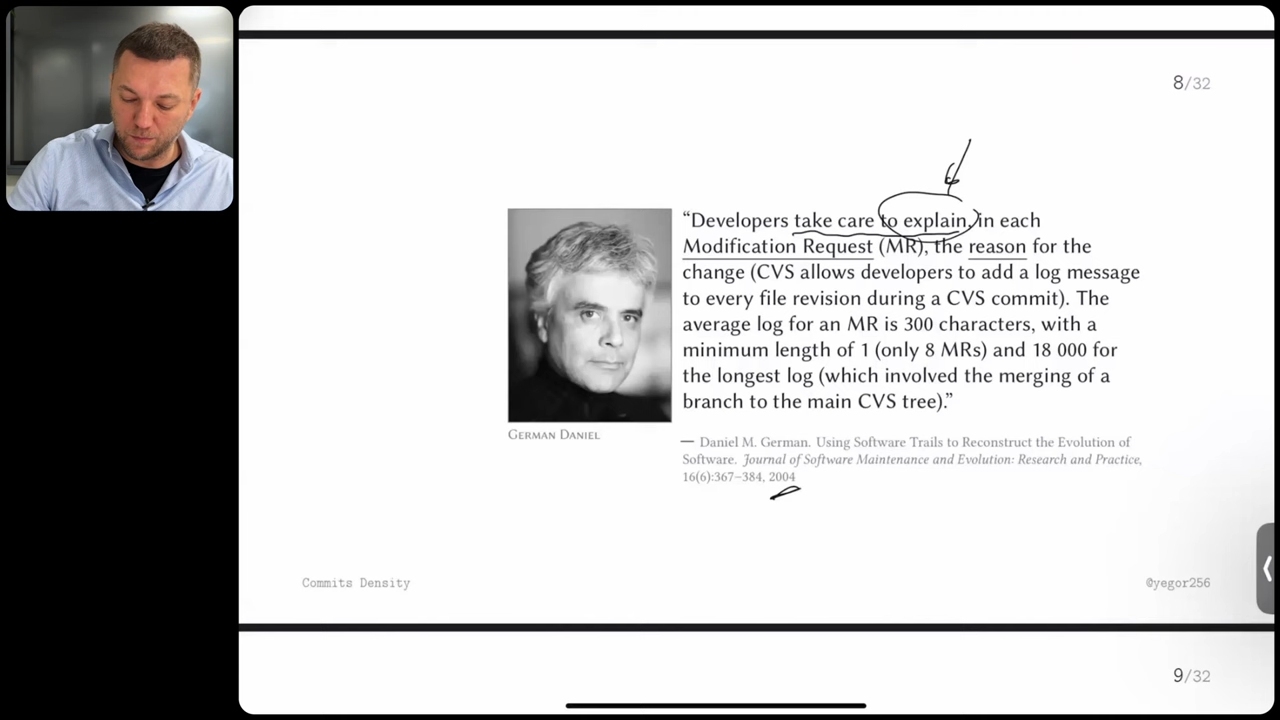 8/32
“Developers take care to explain, in each
Modification Request (MR), the reason for the
change (CVS allows developers to add a log message
to every file revision during a CVS commit). The
average log for an MR is 300 characters, with a
minimum length of 1 (only 8 MRs) and 18 000 for
the longest log (which involved the merging of a
branch to the main CVS tree).”
German Daniel
— Daniel M. German. Using Software Trails to Reconstruct the Evolution of
Software. Journal of Software Maintenance and Evolution: Research and Practice,
16(6):367–384, 2004
Commits Density
@yegor256
9/32